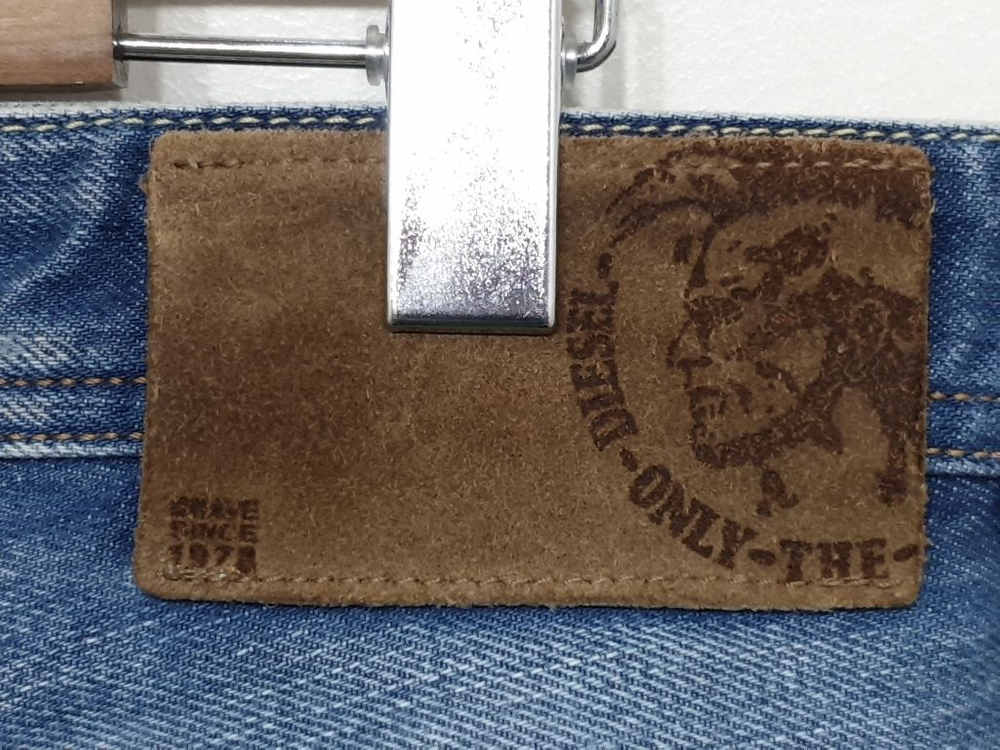 BRAVE
SINCE
1978
DIESEL-ONLY-THE-